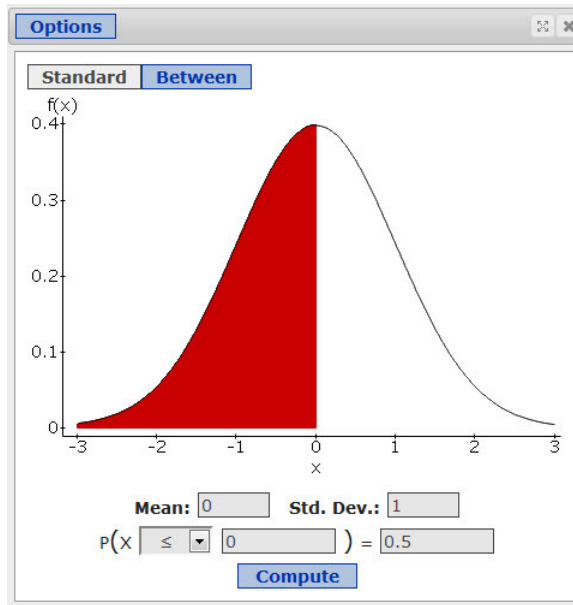 Options
Standard Between
f(x)
0.4
0.3
0.2
0.1
0
-3 -2 -1 0 1 2 3
x
Mean: 0 Std. Dev.: 1
P(X ≤ 0 ) = 0.5
Compute